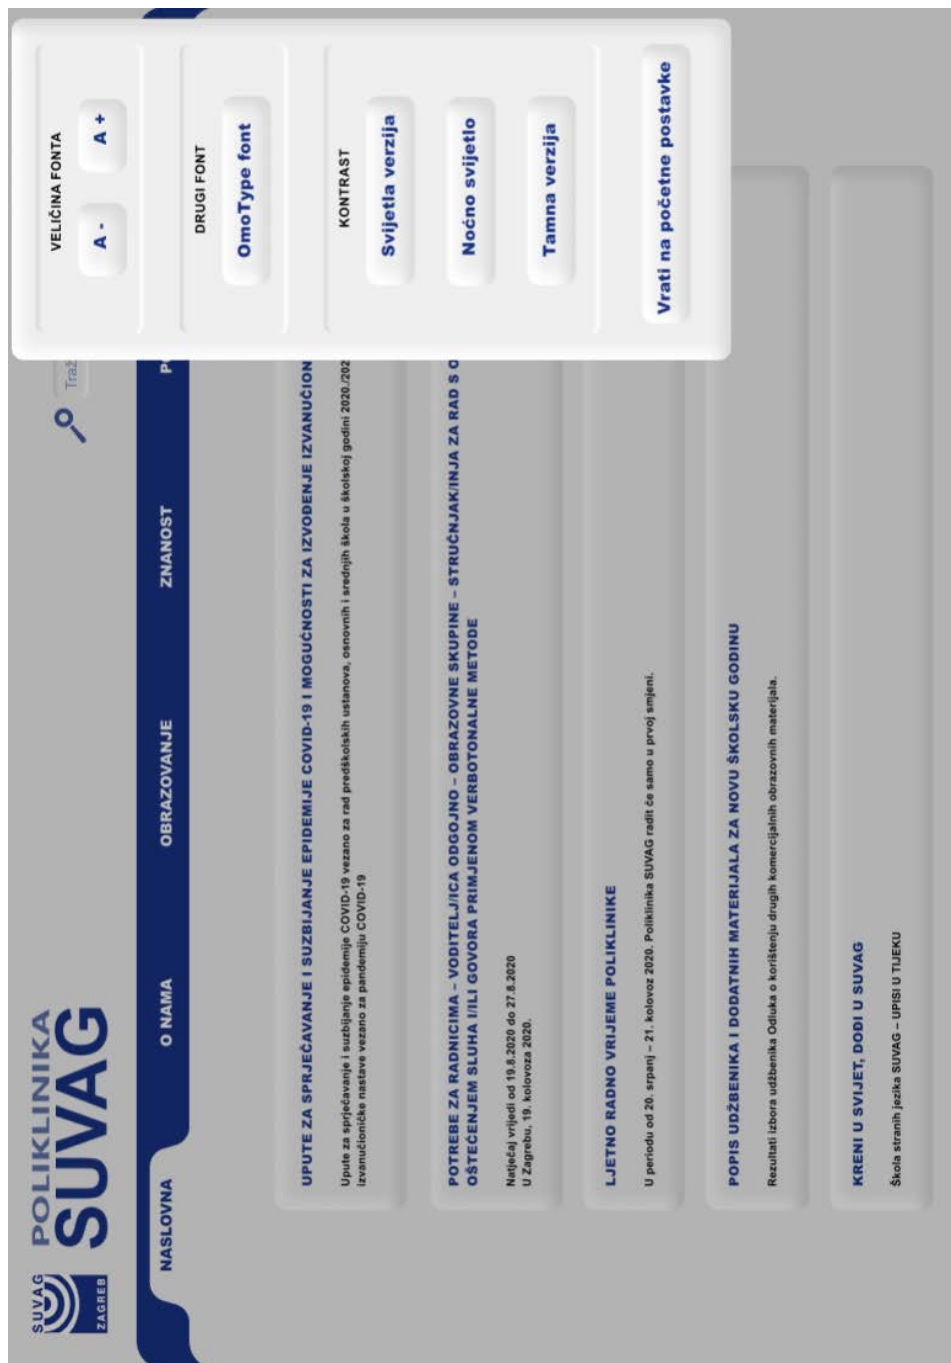 SUVAG
ZAGREB
POLIKLINIKA
SUVAG
Traž
NASLOVNA
O NAMA
OBRAZOVANJE
ZNANOST
VELIČINA FONTA
A -
A +
DRUGI FONT
OmoType font
KONTRAST
Svijetla verzija
Noćno svijetlo
Tamna verzija
Vrati na početne postavke
UPUTE ZA SPRJEČAVANJE I SUZBIJANJE EPIDEMIJE COVID-19 I MOGUĆNOSTI ZA IZVOĐENJE IZVANUČION
Upute za sprječavanje i suzbijanje epidemije COVID-19 vezano za rad predškolskih ustanova, osnovnih i srednjih škola u školskoj godini 2020./202
izvanučioničke nastave vezano za pandemiju COVID-19
POTREBE ZA RADNICIMA – VODITELJ/ICA ODGOJNO – OBRAZOVNE SKUPINE – STRUČNJAK/INJA ZA RAD S O
OŠTEĆENJEM SLUHA I/ILI GOVORA PRIMJENOM VERBOTONALNE METODE
Natječaj vrijedi od 19.8.2020 do 27.8.2020
U Zagrebu, 19. kolovoza 2020.
LJETNO RADNO VRIJEME POLIKLINIKE
U periodu od 20. srpanj – 21. kolovoz 2020. Poliklinika SUVAG radit će samo u prvoj smjeni.
POPIS UDŽBENIKA I DODATNIH MATERIJALA ZA NOVU ŠKOLSKU GODINU
Rezultati izbora udžbenika Odluka o korištenju drugih komercijalnih obrazovnih materijala.
KRENI U SVIJET, DOĐI U SUVAG
Škola stranih jezika SUVAG – UPISI U TIJEKU